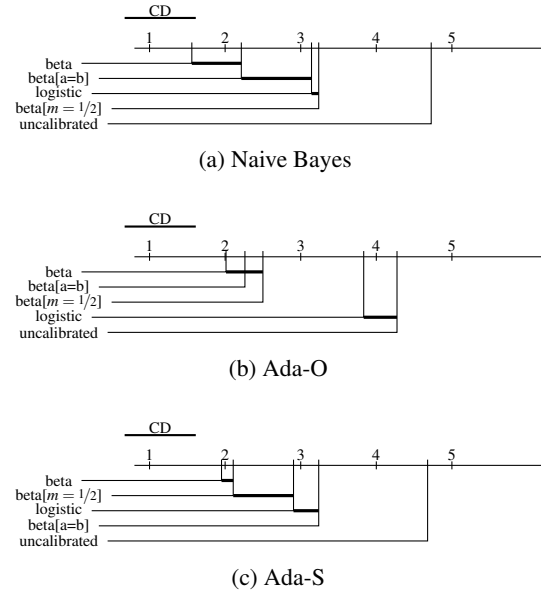 CD
1 2 3 4 5
beta
beta[a=b]
logistic
beta[m = 1/2]
uncalibrated
(a) Naive Bayes
CD
1 2 3 4 5
beta
beta[a=b]
beta[m = 1/2]
logistic
uncalibrated
(b) Ada-O
CD
1 2 3 4 5
beta
beta[m = 1/2]
logistic
beta[a=b]
uncalibrated
(c) Ada-S